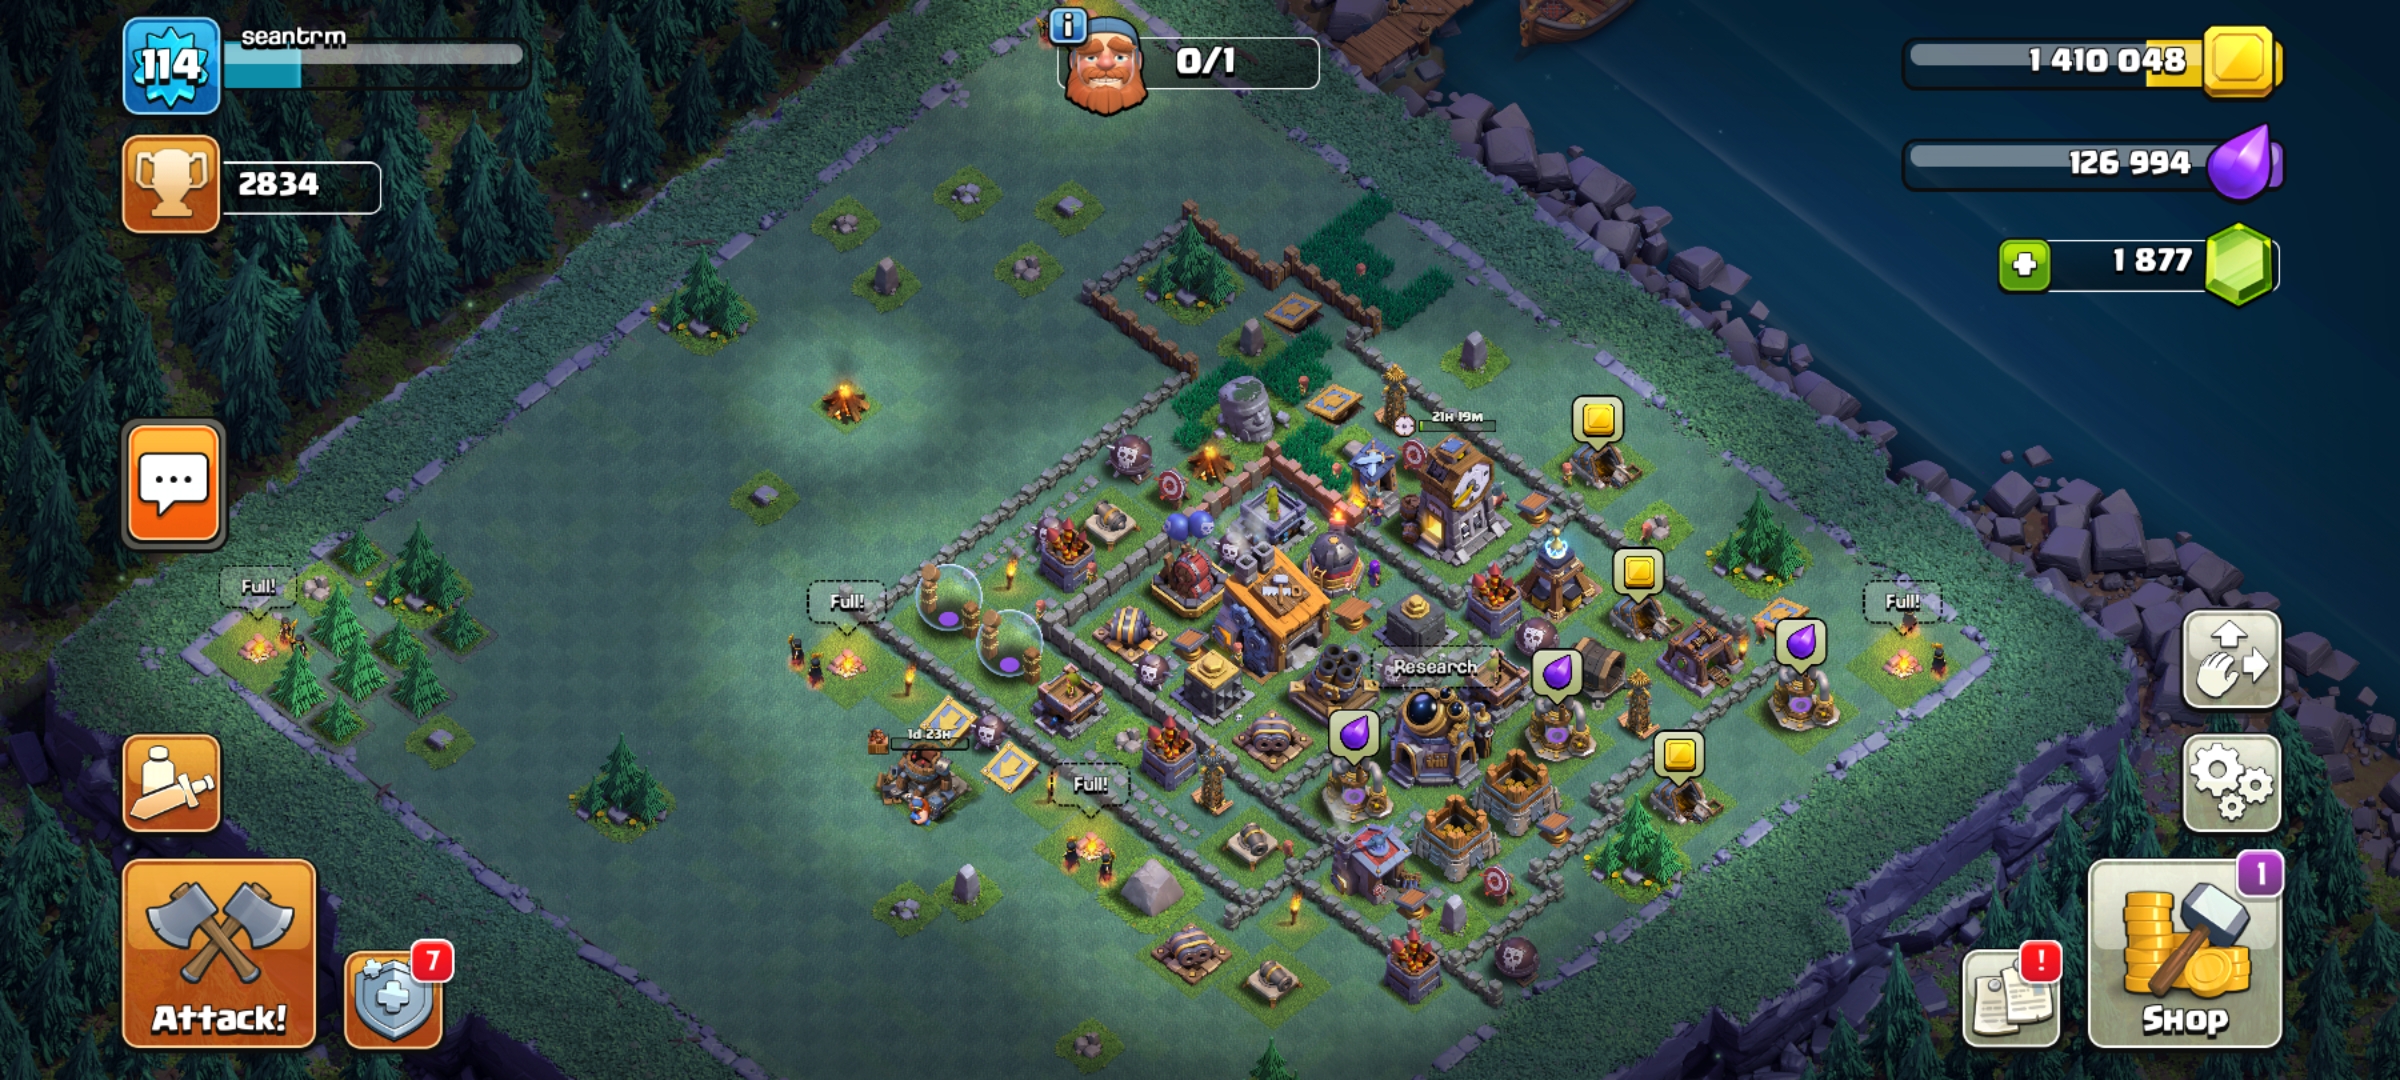 114
seantrm
0/1
1 410 048
2834
126 994
1 877
21H 19M
Full!
Full!
Full!
Research
1d 23H
Full!
7
Attack!
!
1
Shop